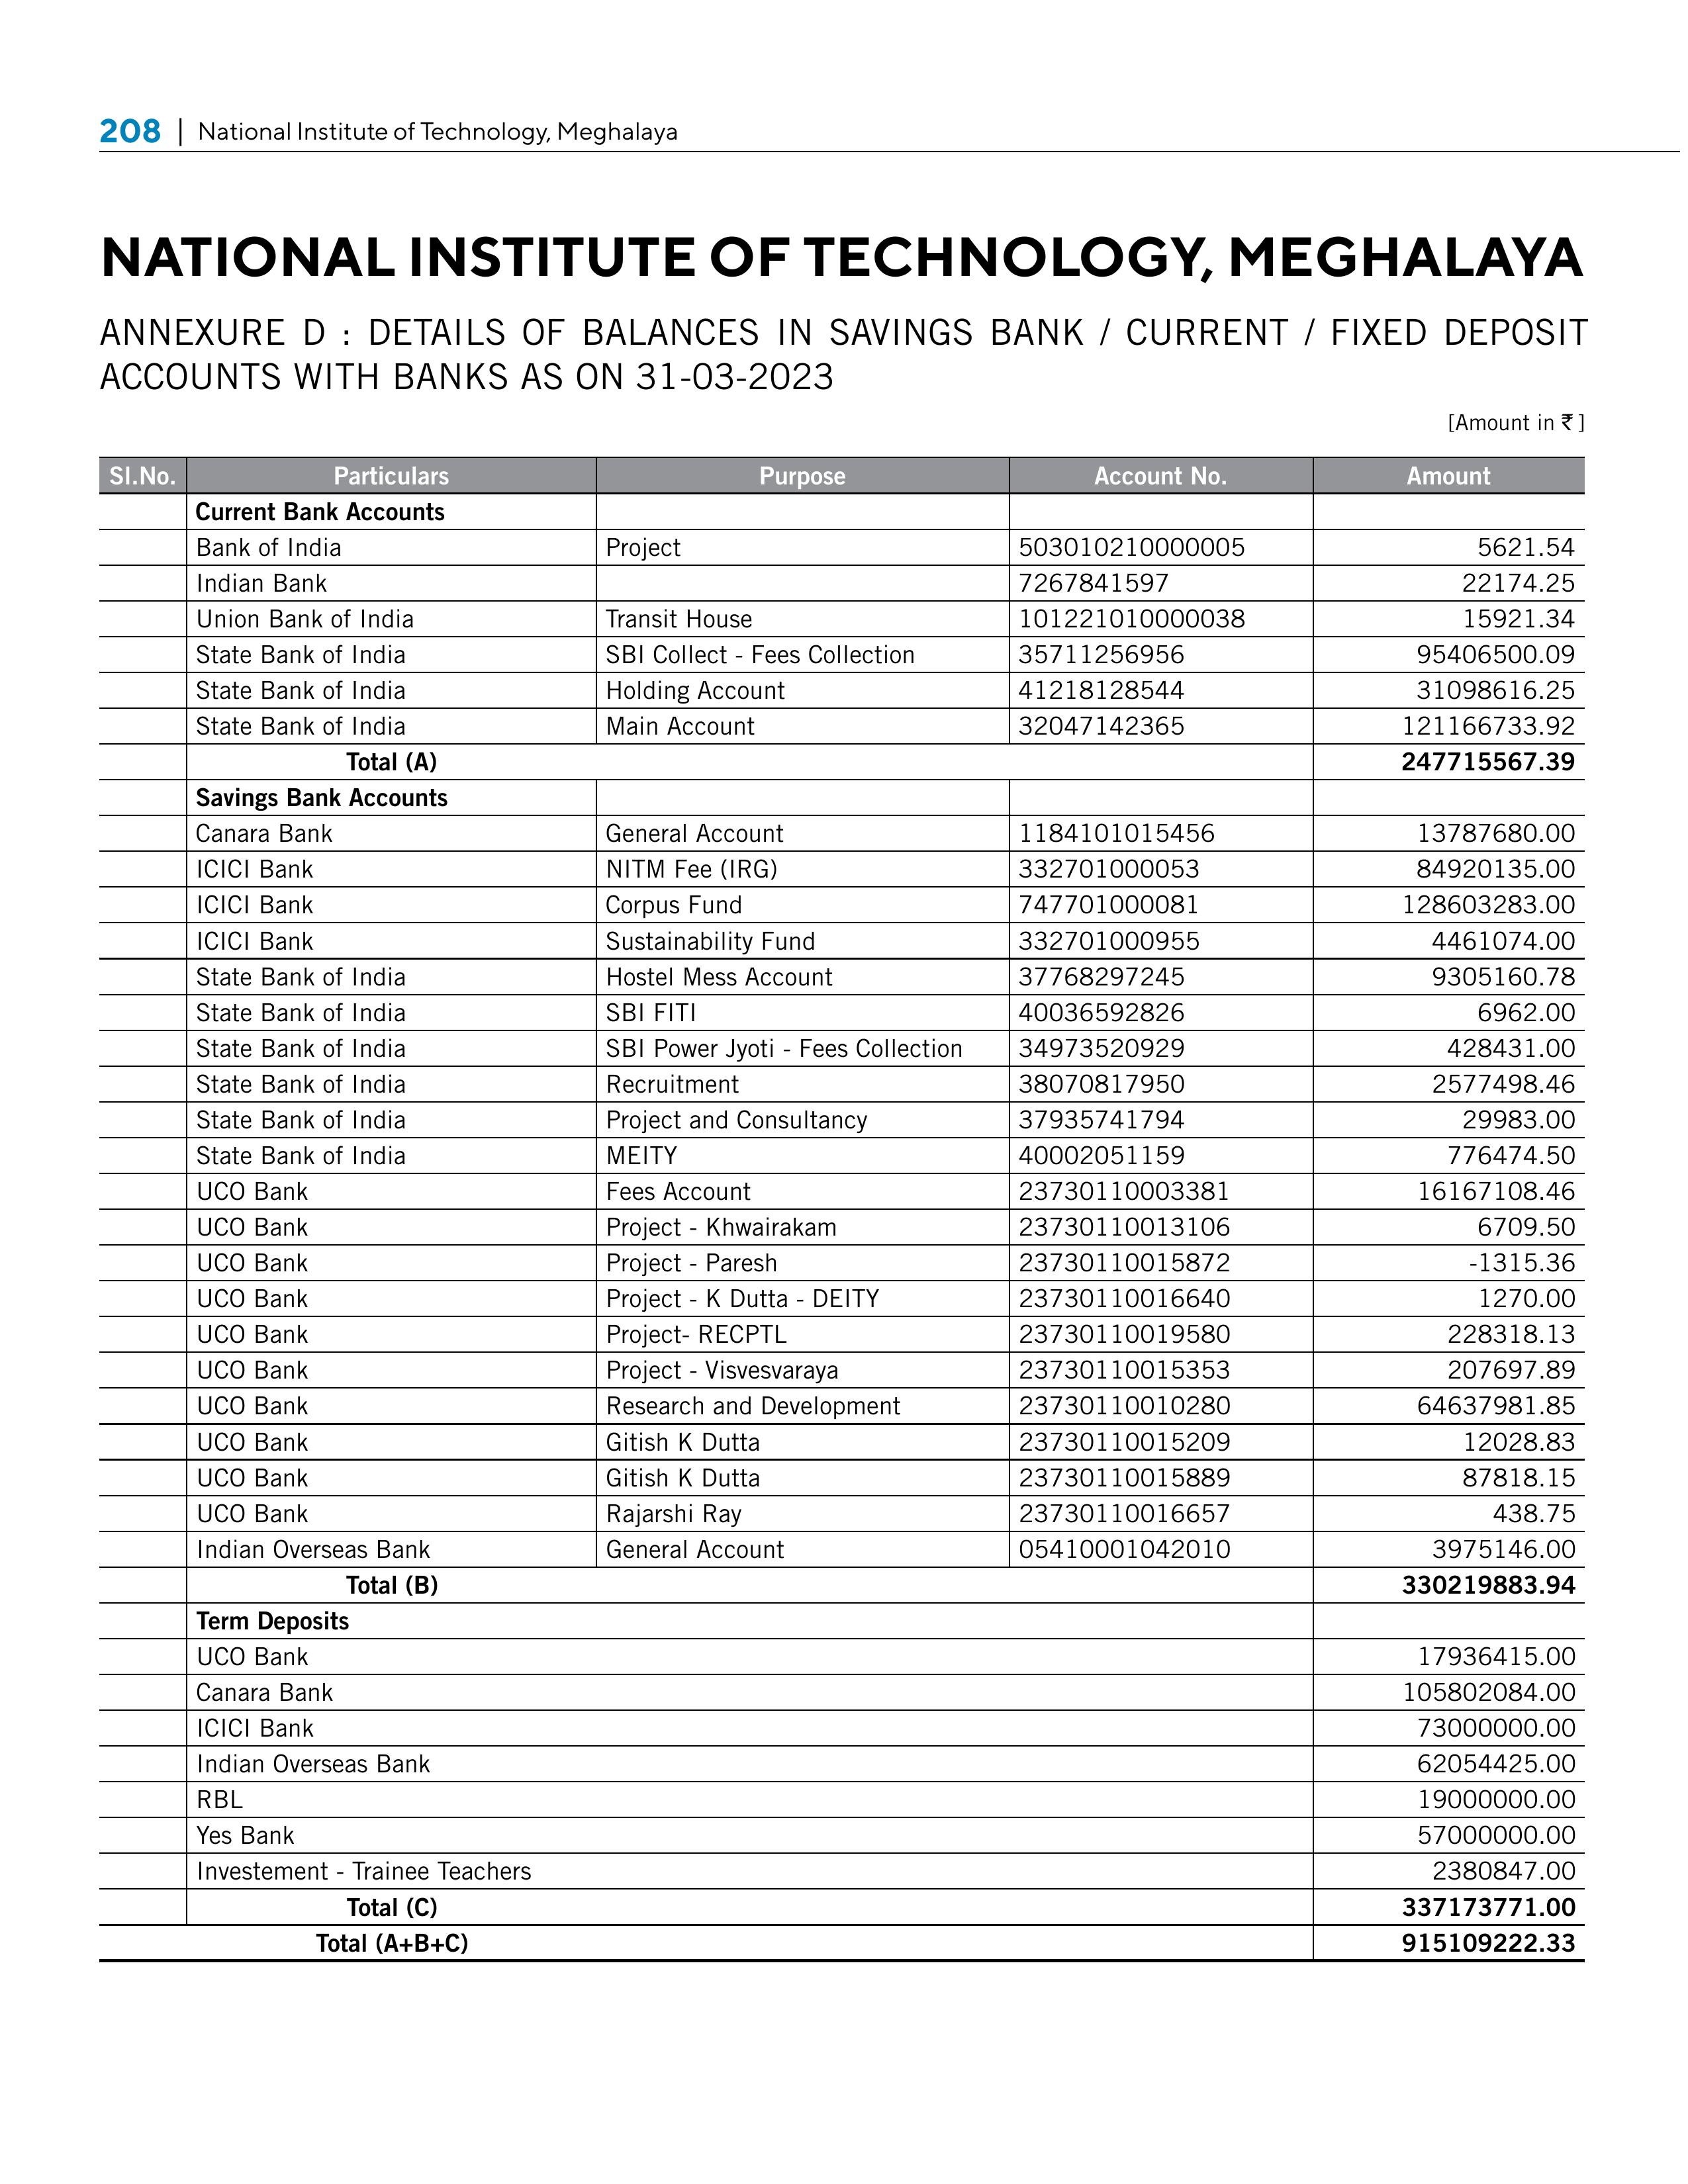 208 | National Institute of Technology, Meghalaya
NATIONAL INSTITUTE OF TECHNOLOGY, MEGHALAYA
ANNEXURE D : DETAILS OF BALANCES IN SAVINGS BANK / CURRENT / FIXED DEPOSIT
ACCOUNTS WITH BANKS AS ON 31-03-2023
[Amount in ₹ ]
Sl.No. Particulars Purpose Account No. Amount
Current Bank Accounts
Bank of India Project 503010210000005 5621.54
Indian Bank 7267841597 22174.25
Union Bank of India Transit House 101221010000038 15921.34
State Bank of India SBI Collect - Fees Collection 35711256956 95406500.09
State Bank of India Holding Account 41218128544 31098616.25
State Bank of India Main Account 32047142365 121166733.92
Total (A) 247715567.39
Savings Bank Accounts
Canara Bank General Account 1184101015456 13787680.00
ICICI Bank NITM Fee (IRG) 332701000053 84920135.00
ICICI Bank Corpus Fund 747701000081 128603283.00
ICICI Bank Sustainability Fund 332701000955 4461074.00
State Bank of India Hostel Mess Account 37768297245 9305160.78
State Bank of India SBI FITI 40036592826 6962.00
State Bank of India SBI Power Jyoti - Fees Collection 34973520929 428431.00
State Bank of India Recruitment 38070817950 2577498.46
State Bank of India Project and Consultancy 37935741794 29983.00
State Bank of India MEITY 40002051159 776474.50
UCO Bank Fees Account 23730110003381 16167108.46
UCO Bank Project - Khwairakam 23730110013106 6709.50
UCO Bank Project - Paresh 23730110015872 -1315.36
UCO Bank Project - K Dutta - DEITY 23730110016640 1270.00
UCO Bank Project- RECPTL 23730110019580 228318.13
UCO Bank Project - Visvesvaraya 23730110015353 207697.89
UCO Bank Research and Development 23730110010280 64637981.85
UCO Bank Gitish K Dutta 23730110015209 12028.83
UCO Bank Gitish K Dutta 23730110015889 87818.15
UCO Bank Rajarshi Ray 23730110016657 438.75
Indian Overseas Bank General Account 05410001042010 3975146.00
Total (B) 330219883.94
Term Deposits
UCO Bank 17936415.00
Canara Bank 105802084.00
ICICI Bank 73000000.00
Indian Overseas Bank 62054425.00
RBL 19000000.00
Yes Bank 57000000.00
Investement - Trainee Teachers 2380847.00
Total (C) 337173771.00
Total (A+B+C) 915109222.33